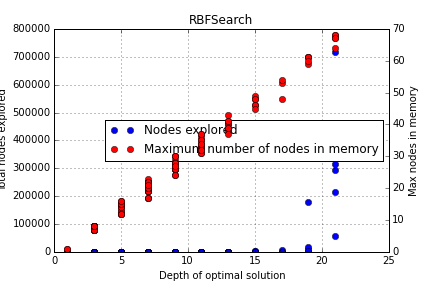 RBFSearch
800000
700000
600000
500000
400000
300000
200000
100000
0
Total nodes explored
70
60
50
40
30
20
10
0
Max nodes in memory
Nodes explored
Maximum number of nodes in memory
0 5 10 15 20 25
Depth of optimal solution